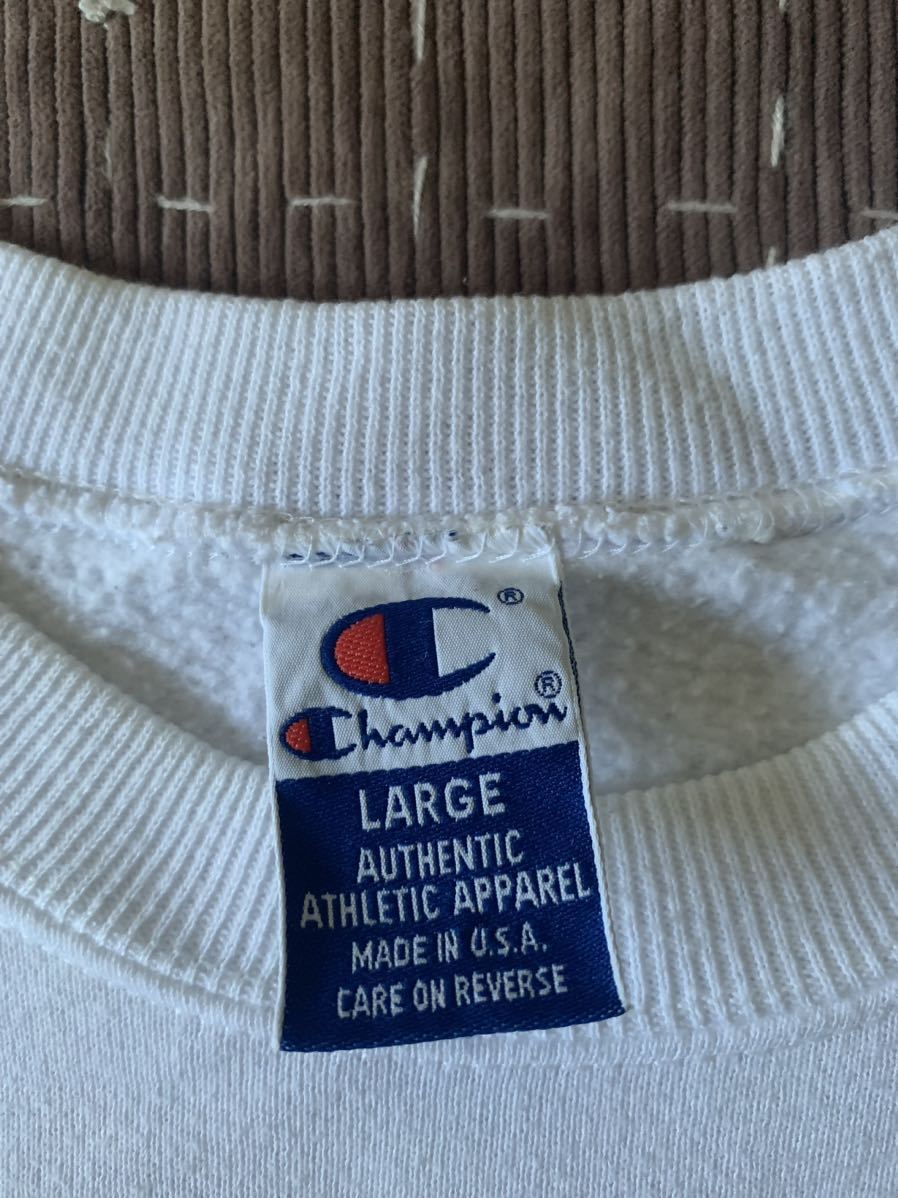 ®
Champion®
LARGE
AUTHENTIC
ATHLETIC APPAREL
MADE IN U.S.A.
CARE ON REVERSE